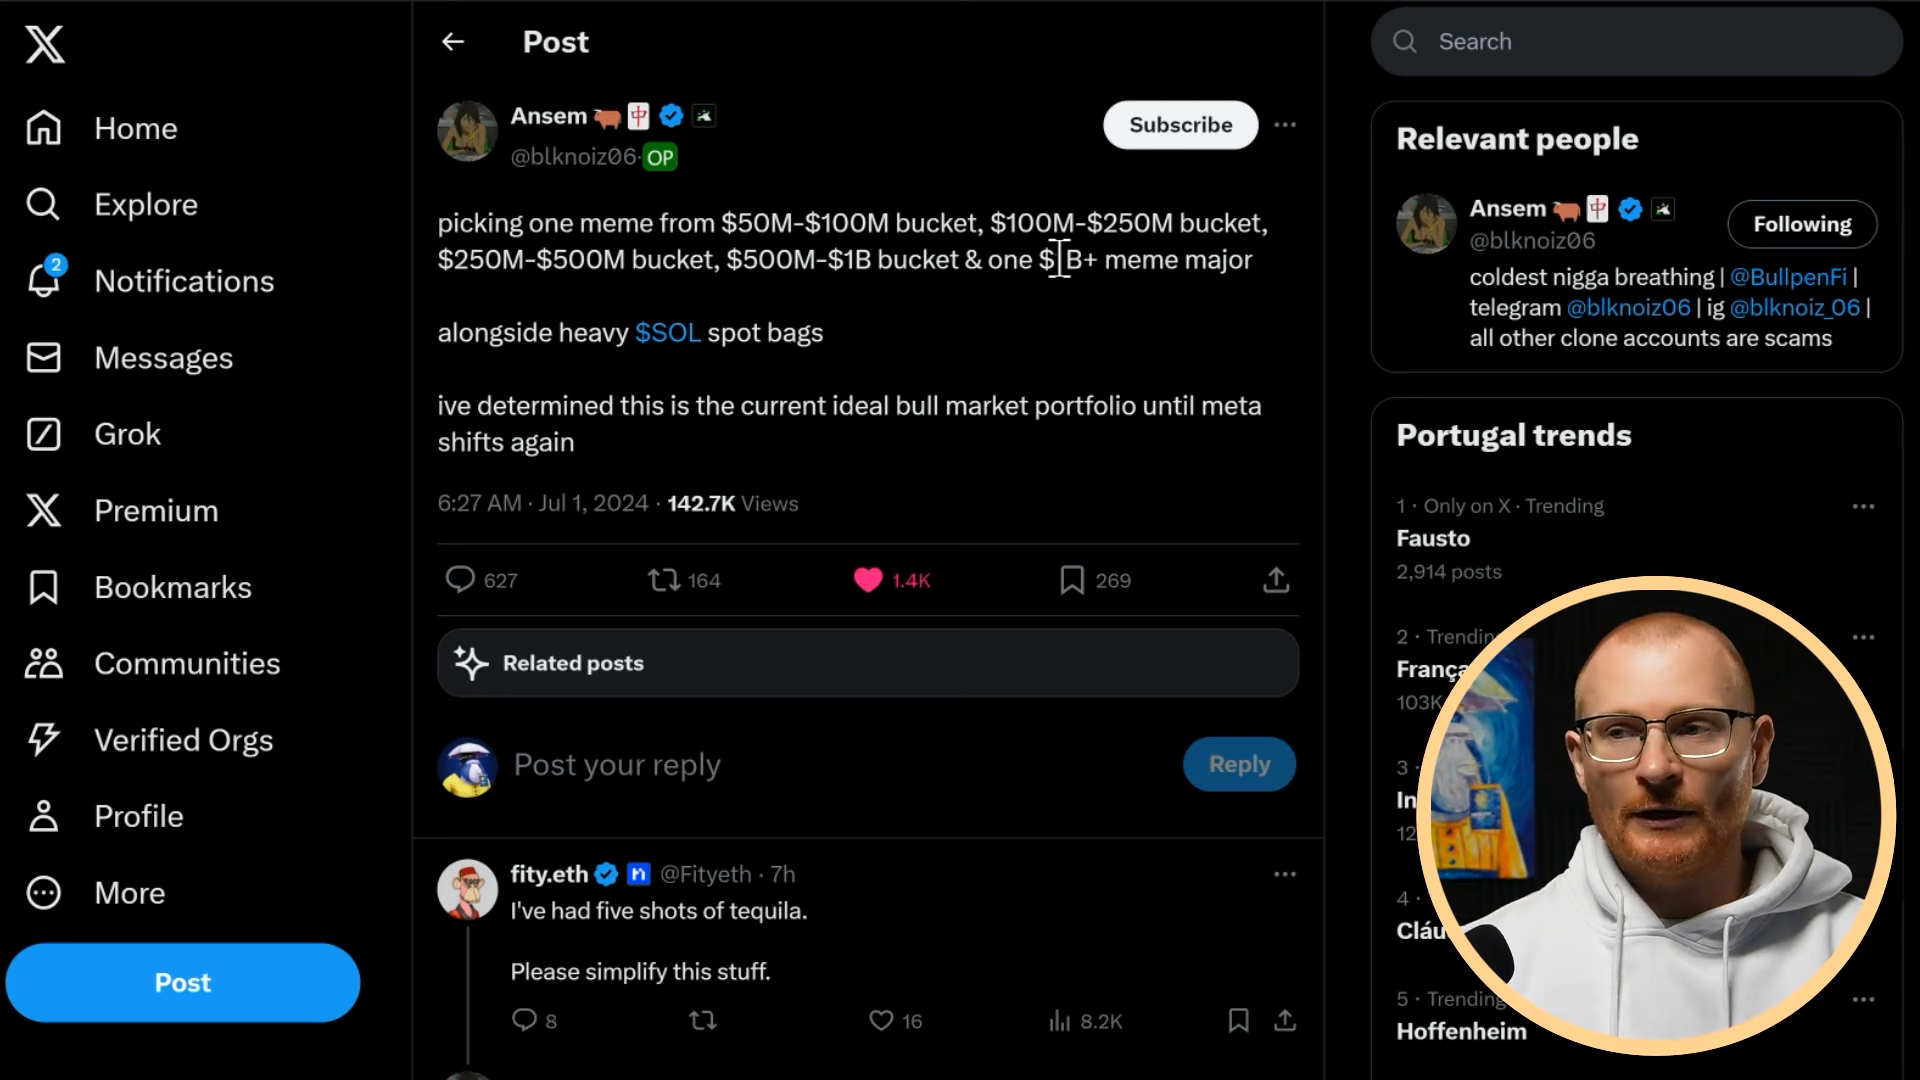 Home
Explore
2
Notifications
Messages
Grok
Premium
Bookmarks
Communities
Verified Orgs
Profile
More
Post
Post
Ansem 中
@blknoiz06 · OP
Subscribe
picking one meme from $50M-$100M bucket, $100M-$250M bucket,
$250M-$500M bucket, $500M-$1B bucket & one $1B+ meme major
alongside heavy $SOL spot bags
ive determined this is the current ideal bull market portfolio until meta
shifts again
6:27 AM · Jul 1, 2024 · 142.7K Views
627 164 1.4K 269
Related posts
Post your reply
Reply
fity.eth @Fityeth · 7h
I've had five shots of tequila.
Please simplify this stuff.
8 16 8.2K
Search
Relevant people
Ansem 中
@blknoiz06
Following
coldest nigga breathing | @BullpenFi |
telegram @blknoiz06 | ig @blknoiz_06 |
all other clone accounts are scams
Portugal trends
1 · Only on X · Trending
Fausto
2,914 posts
2 ·
103K
3 ·
4 ·
5 · Trending
Hoffenheim